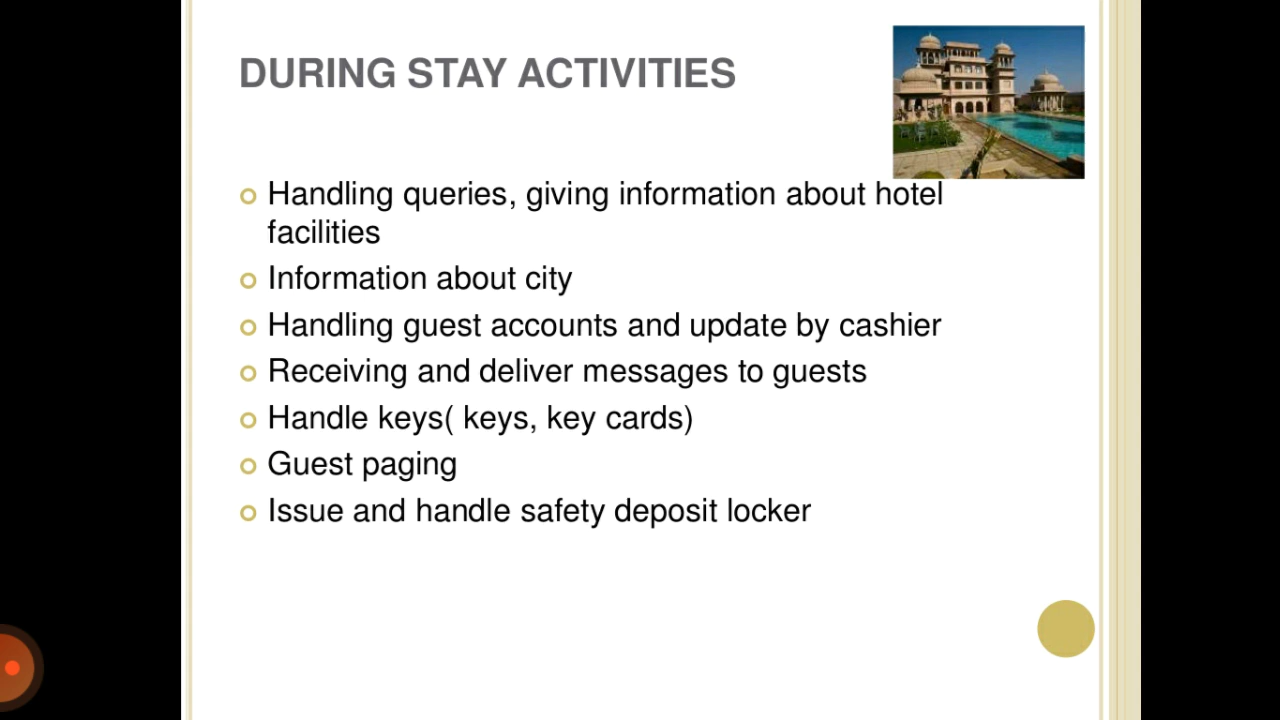 DURING STAY ACTIVITIES
Handling queries, giving information about hotel
facilities
Information about city
Handling guest accounts and update by cashier
Receiving and deliver messages to guests
Handle keys( keys, key cards)
Guest paging
Issue and handle safety deposit locker